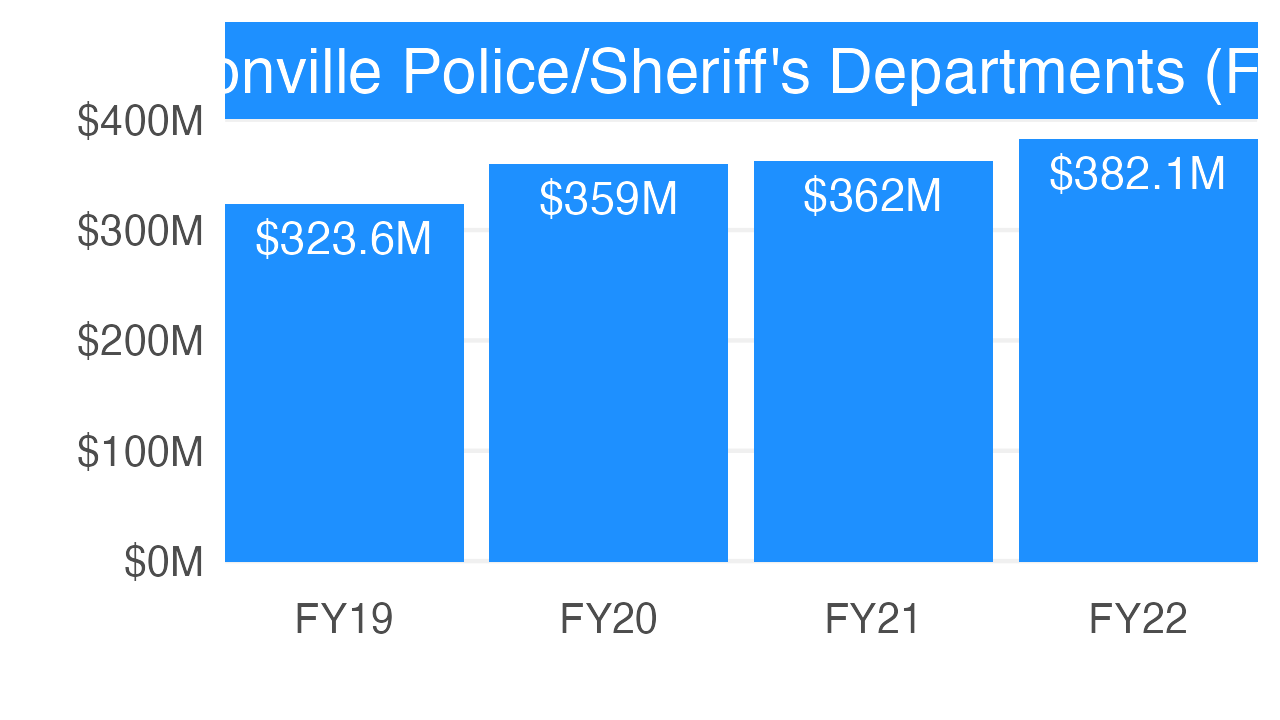 onville Police/Sheriff's Departments (F
$400M
$300M
$200M
$100M
$0M
$323.6M
$359M
$362M
$382.1M
FY19
FY20
FY21
FY22